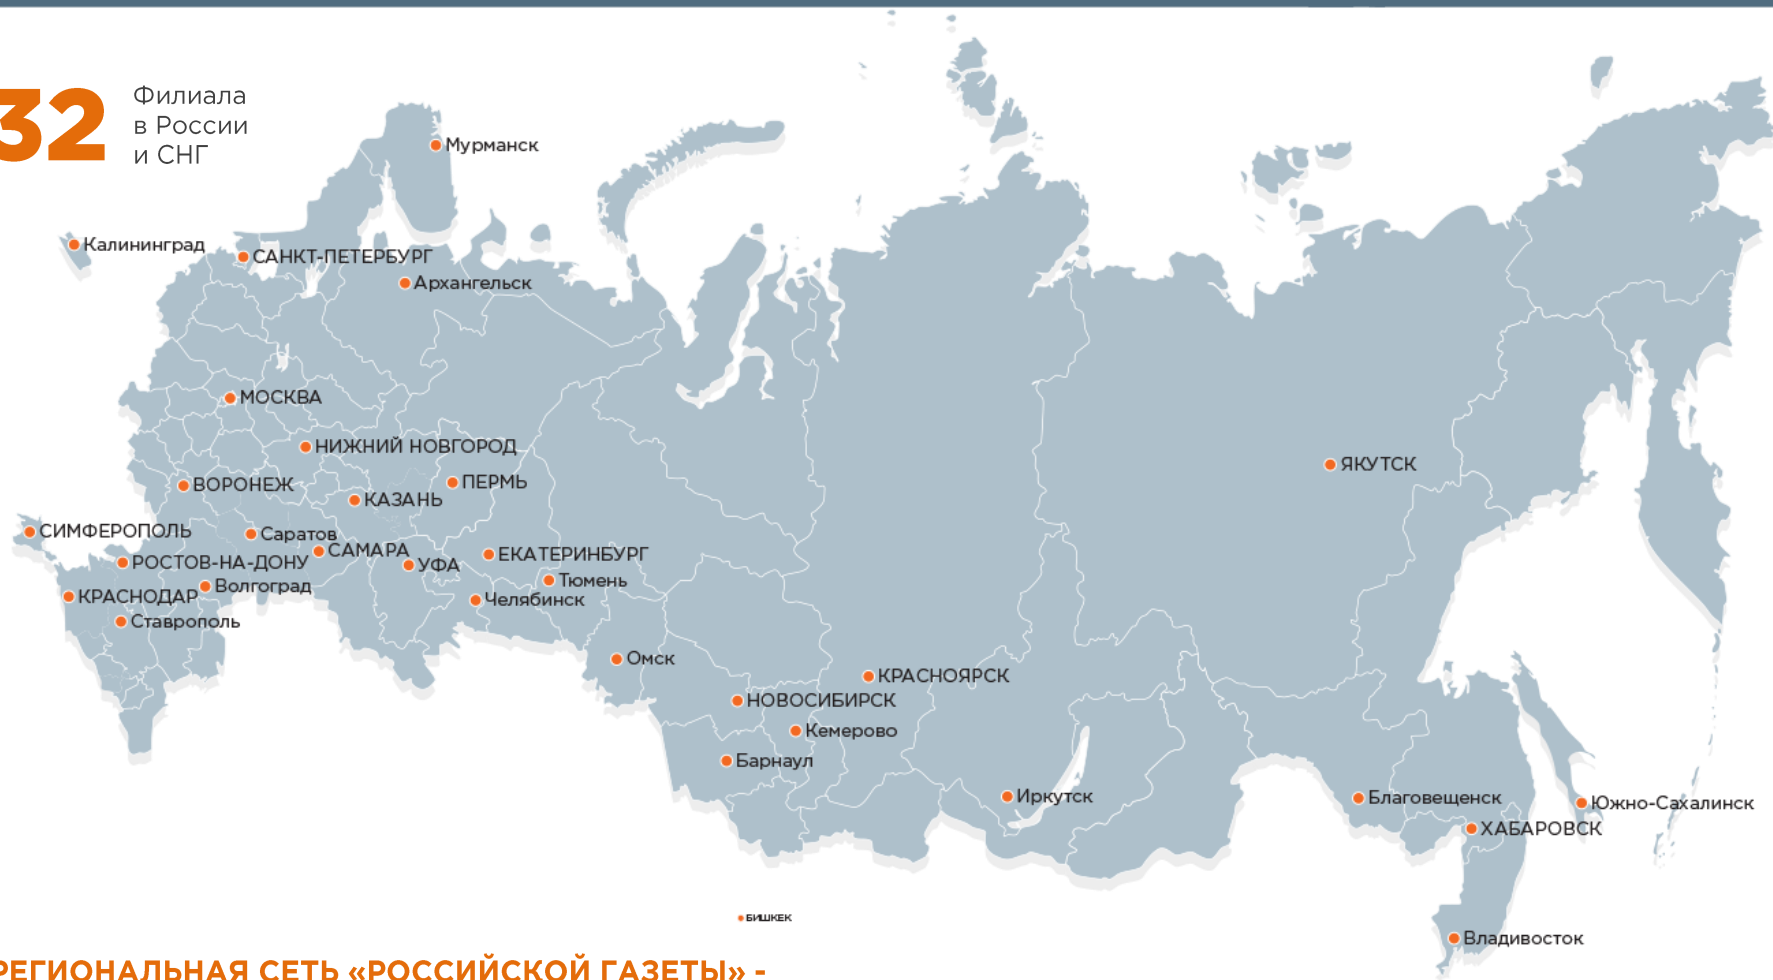 32
Филиала
в России
и СНГ
Мурманск
Калининград
САНКТ-ПЕТЕРБУРГ
Архангельск
МОСКВА
НИЖНИЙ НОВГОРОД
ЯКУТСК
ВОРОНЕЖ
ПЕРМЬ
КАЗАНЬ
СИМФЕРОПОЛЬ
Саратов
САМАРА
ЕКАТЕРИНБУРГ
РОСТОВ-НА-ДОНУ
УФА
Тюмень
Волгоград
КРАСНОДАР
Челябинск
Ставрополь
Омск
КРАСНОЯРСК
НОВОСИБИРСК
Кемерово
Барнаул
Иркутск
Благовещенск
Южно-Сахалинск
ХАБАРОВСК
БИШКЕК
Владивосток
РЕГИОНАЛЬНАЯ СЕТЬ «РОССИЙСКОЙ ГАЗЕТЫ» -